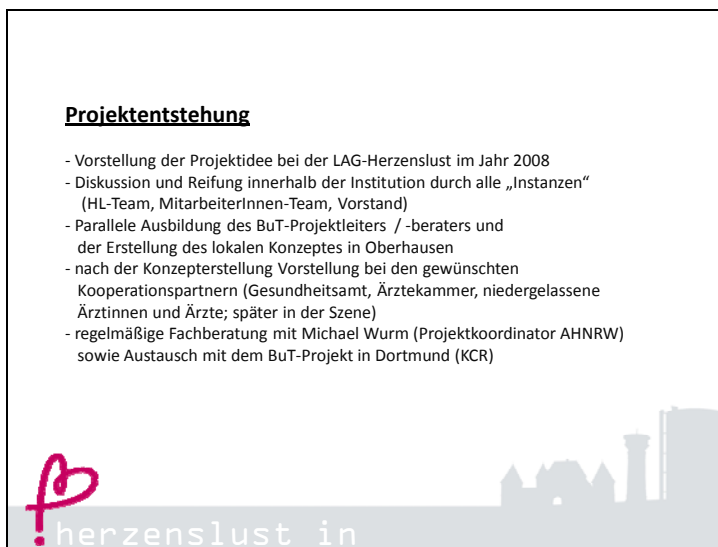 Projektentstehung
- Vorstellung der Projektidee bei der LAG-Herzenslust im Jahr 2008
- Diskussion und Reifung innerhalb der Institution durch alle „Instanzen“
(HL-Team, MitarbeiterInnen-Team, Vorstand)
- Parallele Ausbildung des BuT-Projektleiters / -beraters und
der Erstellung des lokalen Konzeptes in Oberhausen
- nach der Konzepterstellung Vorstellung bei den gewünschten
Kooperationspartnern (Gesundheitsamt, Ärztekammer, niedergelassene
Ärztinnen und Ärzte; später in der Szene)
- regelmäßige Fachberatung mit Michael Wurm (Projektkoordinator AHNRW)
sowie Austausch mit dem BuT-Projekt in Dortmund (KCR)
herzenslust in